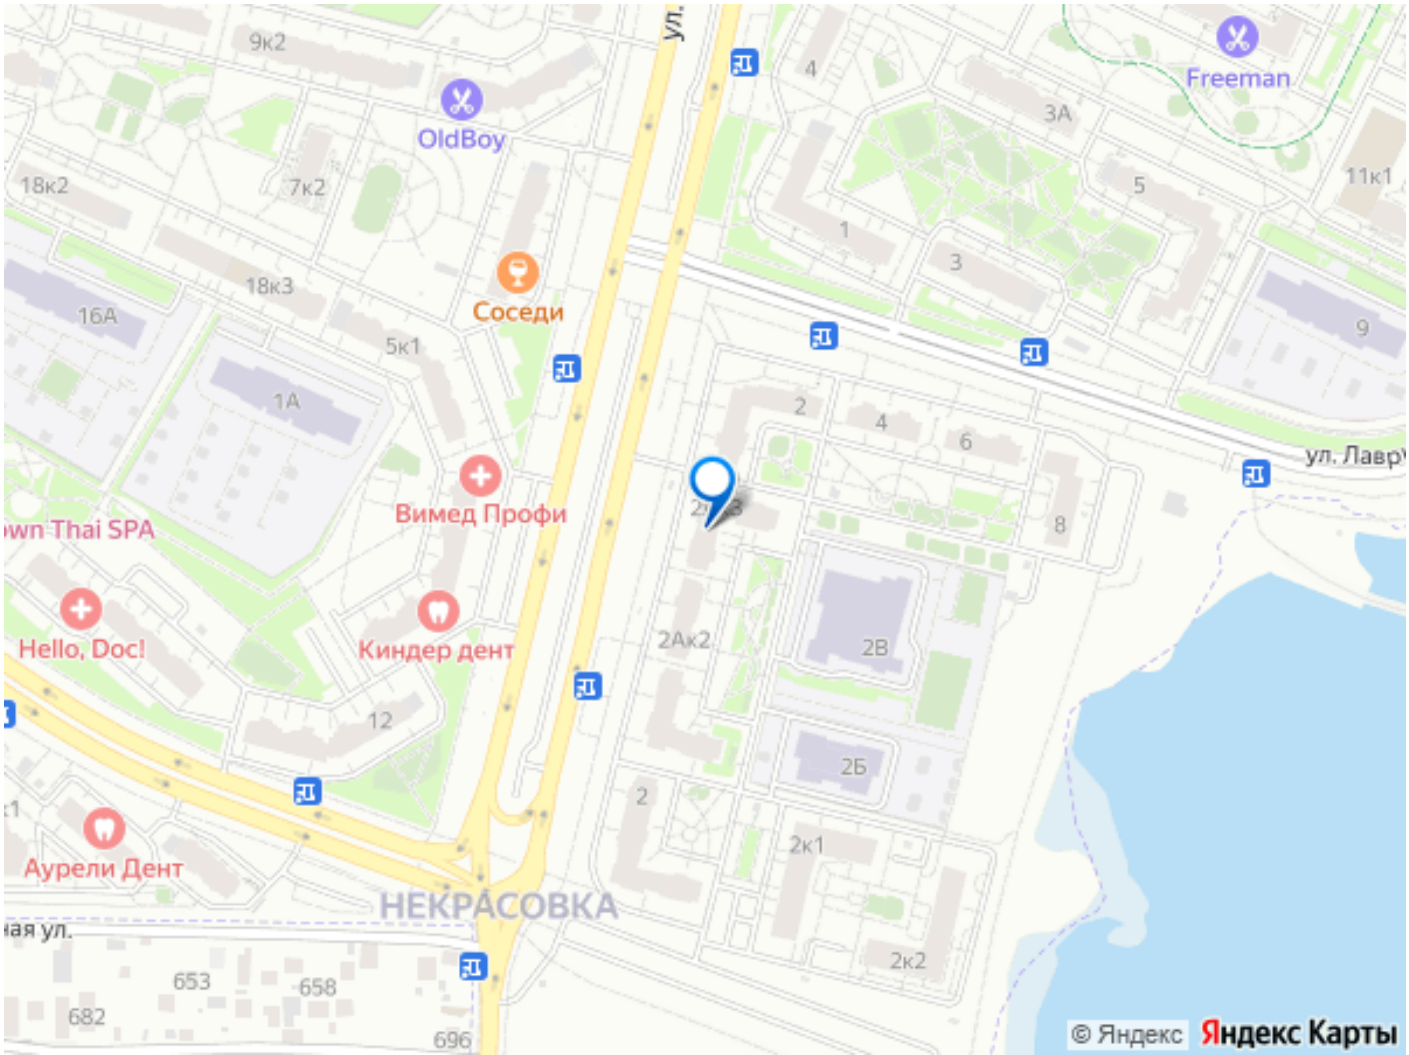 ул.
9к2
OldBoy
4
Freeman
3А
18к2
7к2
5
11к1
1
3
18к3
Соседи
16А
5к1
9
1А
2
4
6
ул. Лавр
Вимед Профи
8
own Thai SPA
Hello, Doc!
Киндер дент
2Ак2
2В
12
2Б
2
к1
2к1
Аурели Дент
НЕКРАСОВКА
ная ул.
653
658
2к2
682
696
© Яндекс
Яндекс Карты